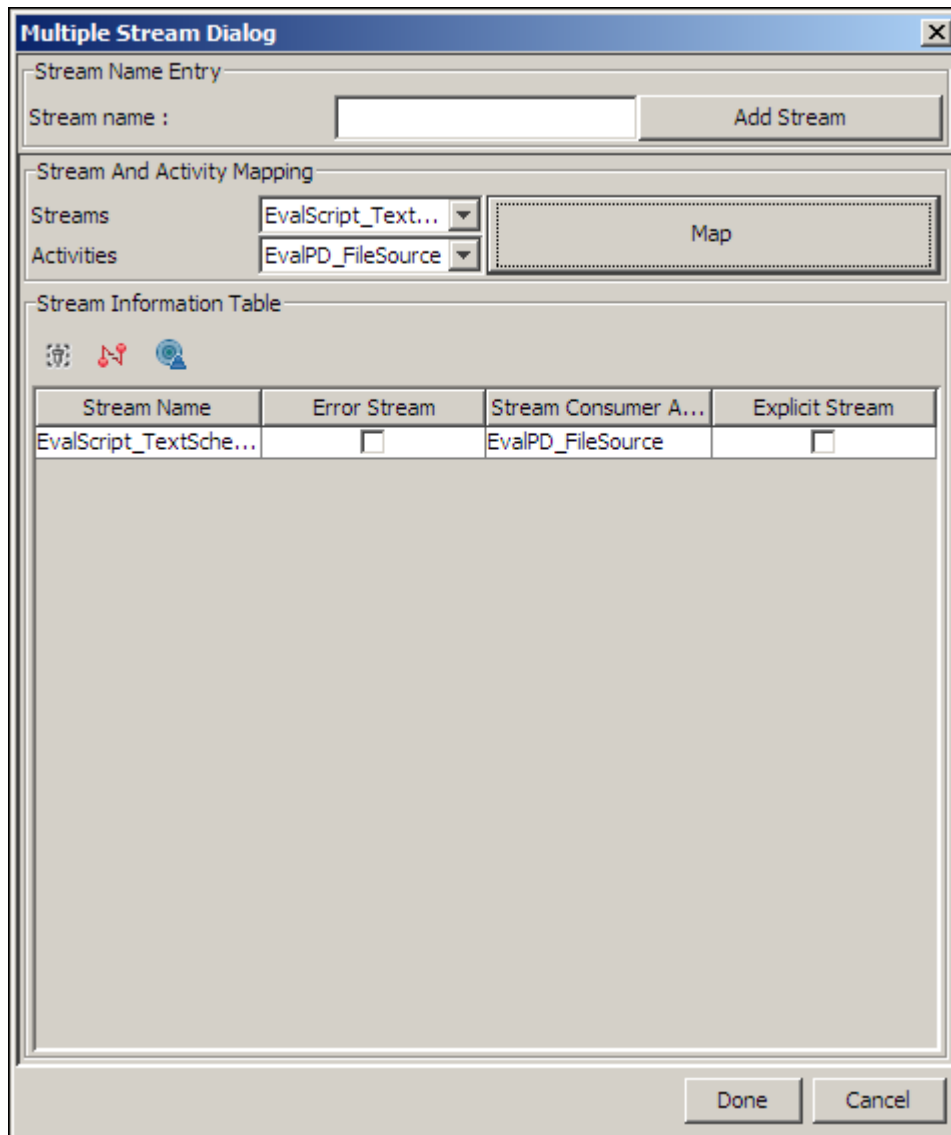 Multiple Stream Dialog
Stream Name Entry
Stream name : Add Stream
Stream And Activity Mapping
Streams EvalScript_Text... Map
Activities EvalPD_FileSource
Stream Information Table
Stream Name Error Stream Stream Consumer A... Explicit Stream
EvalScript_TextSche... EvalPD_FileSource
Done Cancel